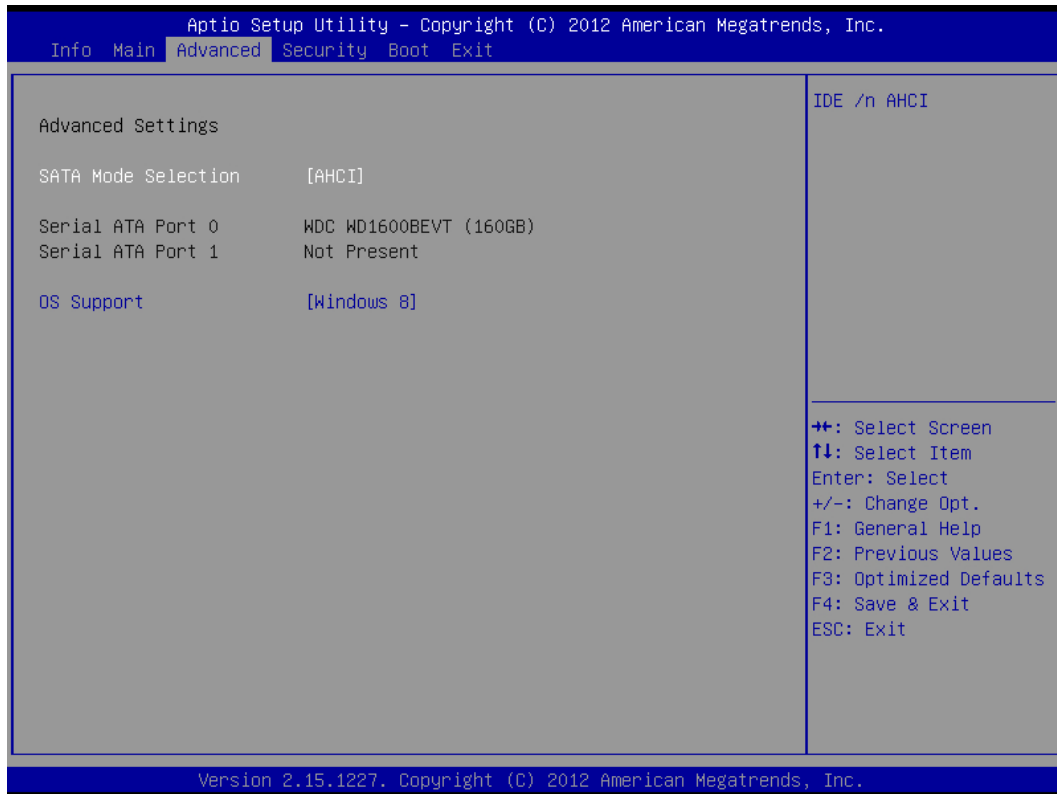 Aptio Setup Utility – Copyright (C) 2012 American Megatrends, Inc.
Info Main Advanced Security Boot Exit
Advanced Settings
SATA Mode Selection [AHCI]
Serial ATA Port 0 WDC WD1600BEVT (160GB)
Serial ATA Port 1 Not Present
OS Support [Windows 8]
IDE /n AHCI
→←: Select Screen
↑↓: Select Item
Enter: Select
+/-: Change Opt.
F1: General Help
F2: Previous Values
F3: Optimized Defaults
F4: Save & Exit
ESC: Exit
Version 2.15.1227. Copyright (C) 2012 American Megatrends, Inc.